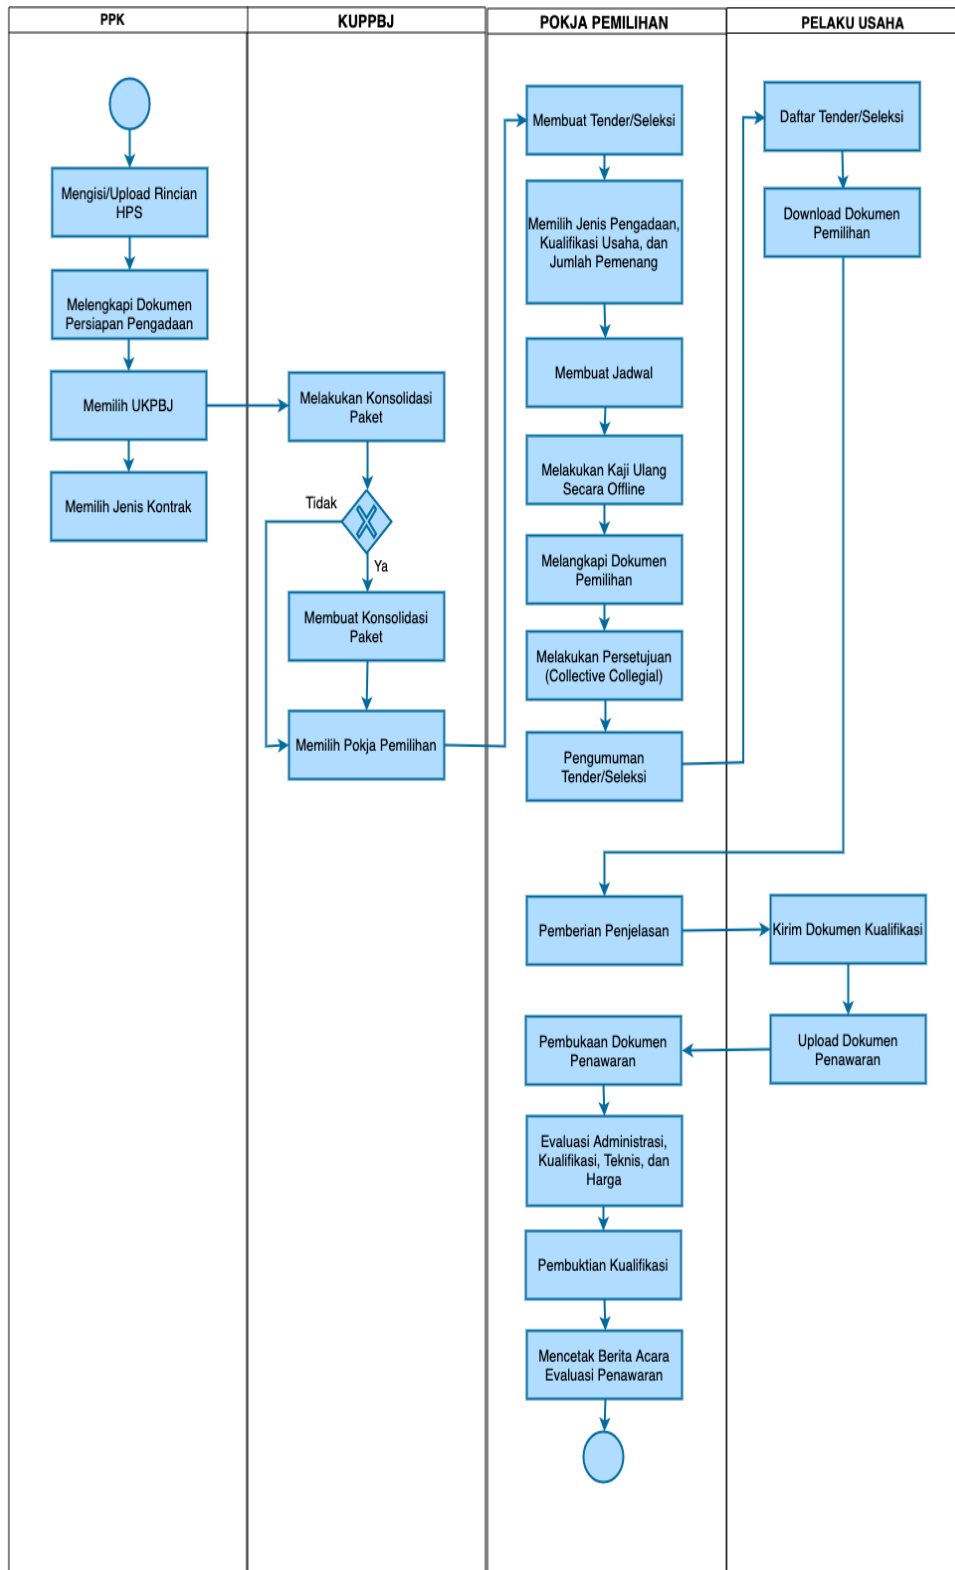 PPK
KUPPBJ
POKJA PEMILIHAN
PELAKU USAHA
Mengisi/Upload Rincian
HPS
Melengkapi Dokumen
Persiapan Pengadaan
Memilih UKPBJ
Memilih Jenis Kontrak
Melakukan Konsolidasi
Paket
Tidak
Ya
Membuat Konsolidasi
Paket
Memilih Pokja Pemilihan
Membuat Tender/Seleksi
Memilih Jenis Pengadaan,
Kualifikasi Usaha, dan
Jumlah Pemenang
Membuat Jadwal
Melakukan Kaji Ulang
Secara Offline
Melangkapi Dokumen
Pemilihan
Melakukan Persetujuan
(Collective Collegial)
Pengumuman
Tender/Seleksi
Daftar Tender/Seleksi
Download Dokumen
Pemilihan
Pemberian Penjelasan
Kirim Dokumen Kualifikasi
Upload Dokumen
Penawaran
Pembukaan Dokumen
Penawaran
Evaluasi Administrasi,
Kualifikasi, Teknis, dan
Harga
Pembuktian Kualifikasi
Mencetak Berita Acara
Evaluasi Penawaran